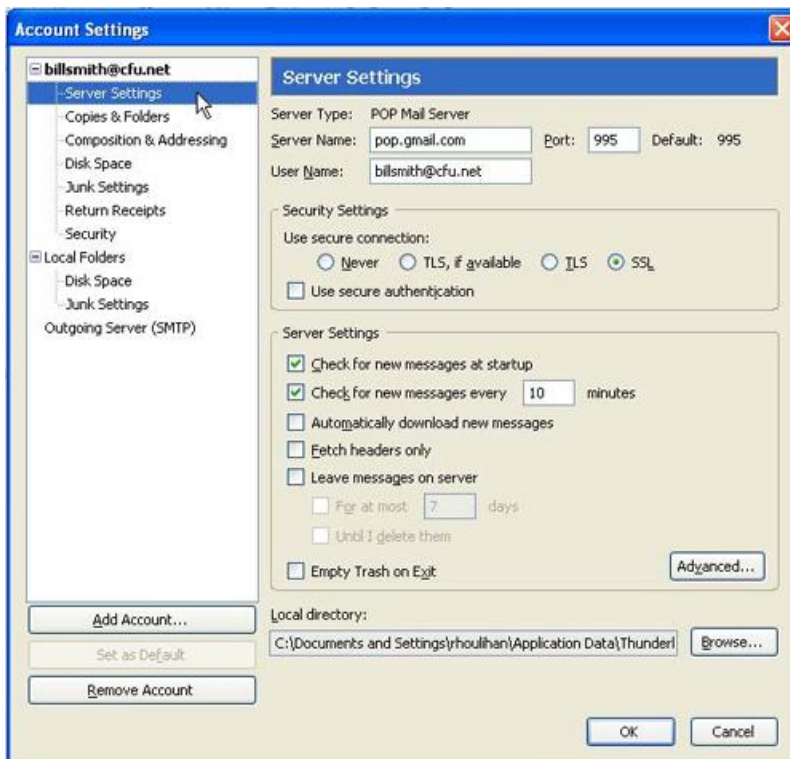 Account Settings
billsmith@cfu.net
Server Settings
Copies & Folders
Composition & Addressing
Disk Space
Junk Settings
Return Receipts
Security
Local Folders
Disk Space
Junk Settings
Outgoing Server (SMTP)
Add Account...
Set as Default
Remove Account
Server Settings
Server Type: POP Mail Server
Server Name: pop.gmail.com Port: 995 Default: 995
User Name: billsmith@cfu.net
Security Settings
Use secure connection:
Never TLS, if available TLS SSL
Use secure authentication
Server Settings
Check for new messages at startup
Check for new messages every 10 minutes
Automatically download new messages
Fetch headers only
Leave messages on server
For at most 7 days
Until I delete them
Empty Trash on Exit Advanced...
Local directory:
C:\Documents and Settings\rhoulihan\Application Data\Thunderl Browse...
OK Cancel